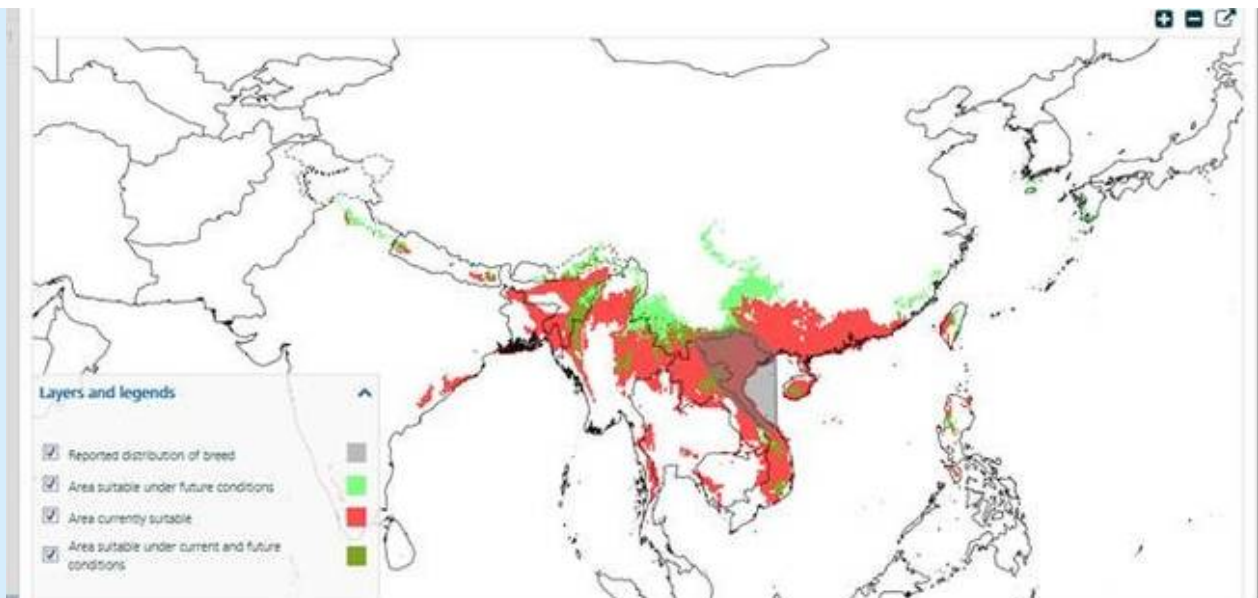 Layers and legends
Reported distribution of breed
Area suitable under future conditions
Area currently suitable
Area suitable under current and future
conditions